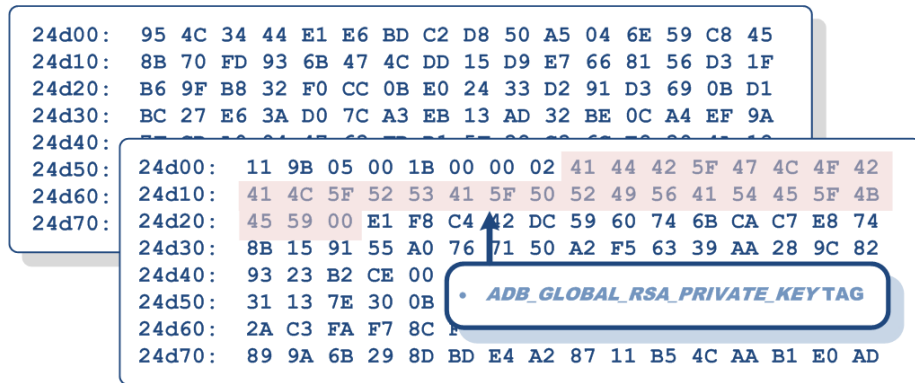 24d00: 95 4C 34 44 E1 E6 BD C2 D8 50 A5 04 6E 59 C8 45
24d10: 8B 70 FD 93 6B 47 4C DD 15 D9 E7 66 81 56 D3 1F
24d20: B6 9F B8 32 F0 CC 0B E0 24 33 D2 91 D3 69 0B D1
24d30: BC 27 E6 3A D0 7C A3 EB 13 AD 32 BE 0C A4 EF 9A
24d40:
24d50:
24d60:
24d70:
24d00: 11 9B 05 00 1B 00 00 02 41 44 42 5F 47 4C 4F 42
24d10: 41 4C 5F 52 53 41 5F 50 52 49 56 41 54 45 5F 4B
24d20: 45 59 00 E1 F8 C4 42 DC 59 60 74 6B CA C7 E8 74
24d30: 8B 15 91 55 A0 76 71 50 A2 F5 63 39 AA 28 9C 82
24d40: 93 23 B2 CE 00
24d50: 31 13 7E 30 0B
24d60: 2A C3 FA F7 8C
24d70: 89 9A 6B 29 8D BD E4 A2 87 11 B5 4C AA B1 E0 AD
• ADB_GLOBAL_RSA_PRIVATE_KEY TAG